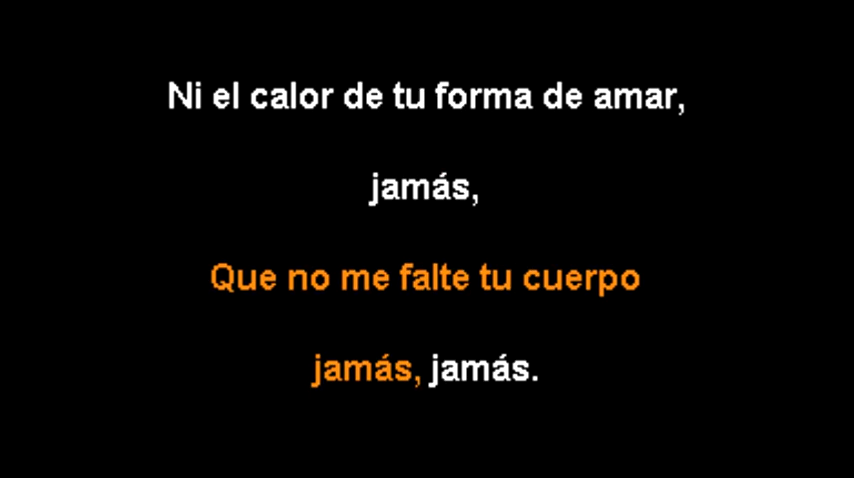 Ni el calor de tu forma de amar,
jamás,
Que no me falte tu cuerpo
jamás, jamás.